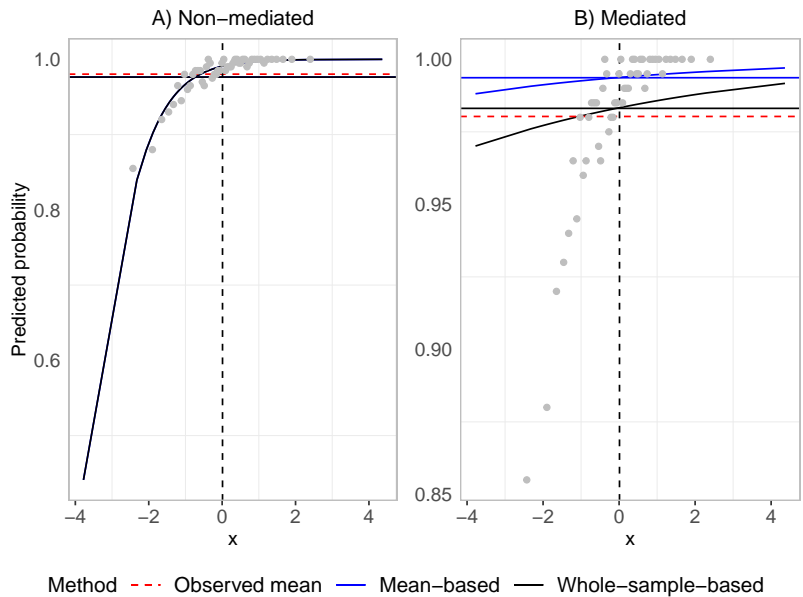 A) Non−mediated
B) Mediated
Predicted probability
1.0
0.8
0.6
−4
−2
0
2
4
x
1.00
0.95
0.90
0.85
−4
−2
0
2
4
x
Method
Observed mean
Mean−based
Whole−sample−based